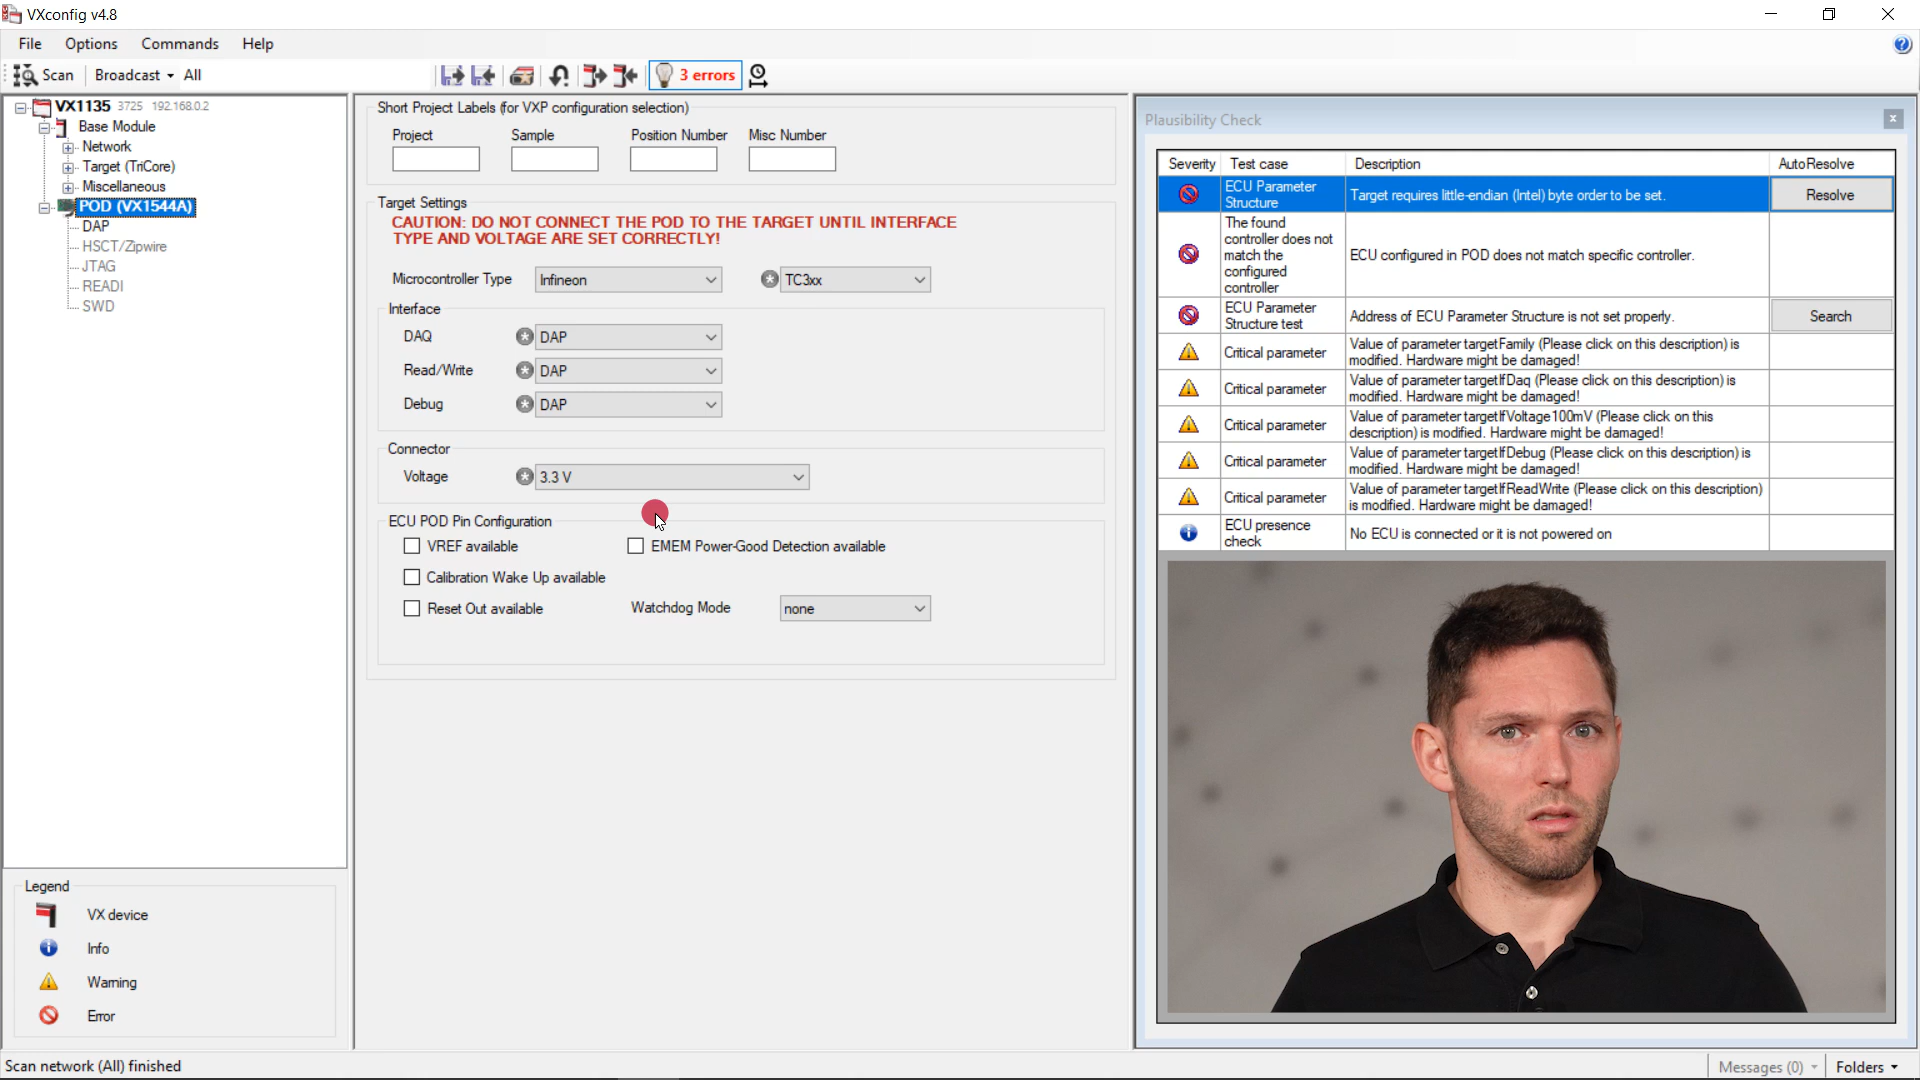 VXconfig v4.8
File Options Commands Help
Scan Broadcast All 3 errors
VX1135 3725 192.168.0.2
Base Module
Network
Target (TriCore)
Miscellaneous
POD (VX1544A)
DAP
HSCT/Zipwire
JTAG
READI
SWD
Legend
VX device
Info
Warning
Error
Short Project Labels (for VXP configuration selection)
Project Sample Position Number Misc Number
Target Settings
CAUTION: DO NOT CONNECT THE POD TO THE TARGET UNTIL INTERFACE
TYPE AND VOLTAGE ARE SET CORRECTLY!
Microcontroller Type Infineon TC3xx
Interface
DAQ DAP
Read/Write DAP
Debug DAP
Connector
Voltage 3.3 V
ECU POD Pin Configuration
VREF available EMEM Power-Good Detection available
Calibration Wake Up available
Reset Out available Watchdog Mode none
Plausibility Check
Severity Test case Description AutoResolve
ECU Parameter
Structure
Target requires little-endian (Intel) byte order to be set.
Resolve
The found
controller does not
match the
configured
controller
ECU configured in POD does not match specific controller.
ECU Parameter
Structure test
Address of ECU Parameter Structure is not set properly.
Search
Critical parameter
Value of parameter targetFamily (Please click on this description) is
modified. Hardware might be damaged!
Critical parameter
Value of parameter targetIfDaq (Please click on this description) is
modified. Hardware might be damaged!
Critical parameter
Value of parameter targetIfVoltage100mV (Please click on this
description) is modified. Hardware might be damaged!
Critical parameter
Value of parameter targetIfDebug (Please click on this description) is
modified. Hardware might be damaged!
Critical parameter
Value of parameter targetIfReadWrite (Please click on this description)
is modified. Hardware might be damaged!
ECU presence
check
No ECU is connected or it is not powered on
Scan network (All) finished
Messages (0) Folders